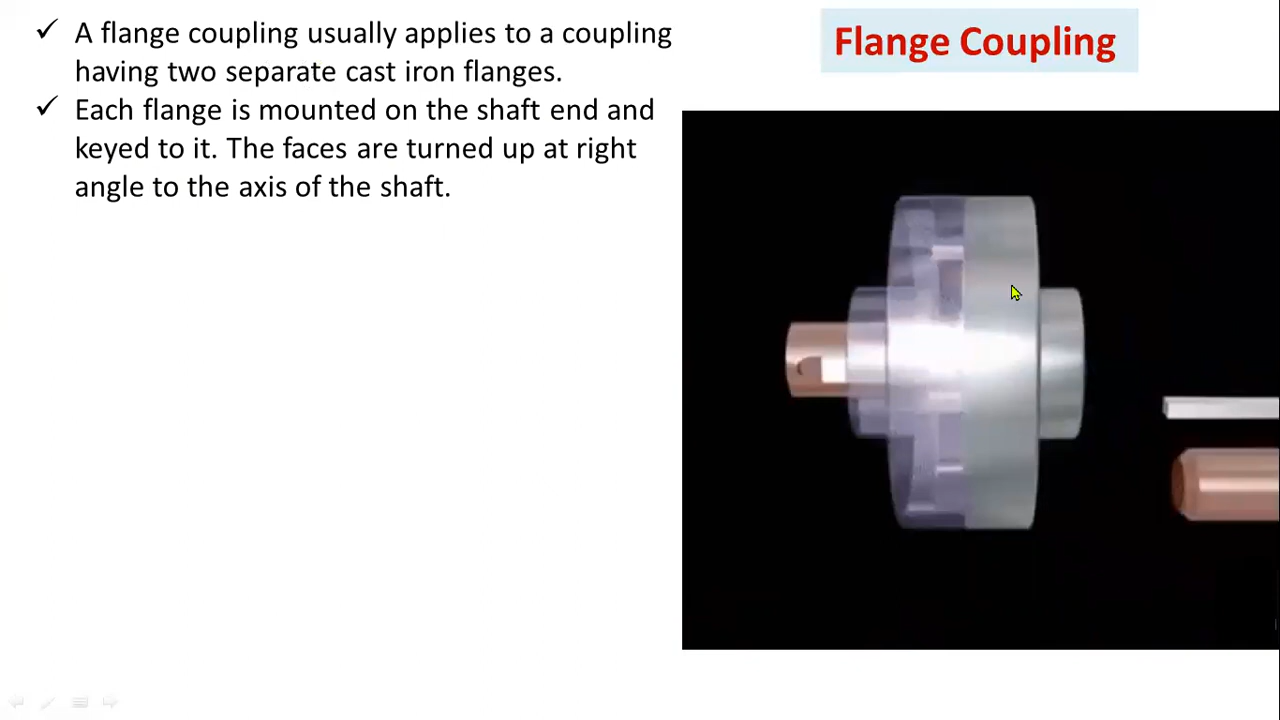 Flange Coupling
✓ A flange coupling usually applies to a coupling
having two separate cast iron flanges.
✓ Each flange is mounted on the shaft end and
keyed to it. The faces are turned up at right
angle to the axis of the shaft.